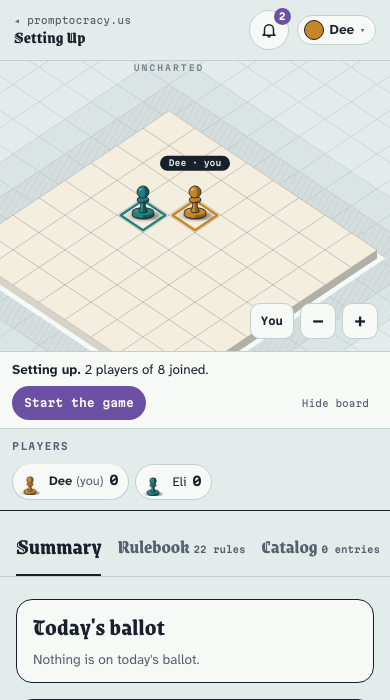 ◂ promptocracy.us
Setting Up
2
Dee ▾
UNCHARTED
Dee · you
You − +
Setting up. 2 players of 8 joined.
Start the game
Hide board
PLAYERS
Dee (you) 0
Eli 0
Summary Rulebook 22 rules Catalog 0 entries
Today's ballot
Nothing is on today's ballot.